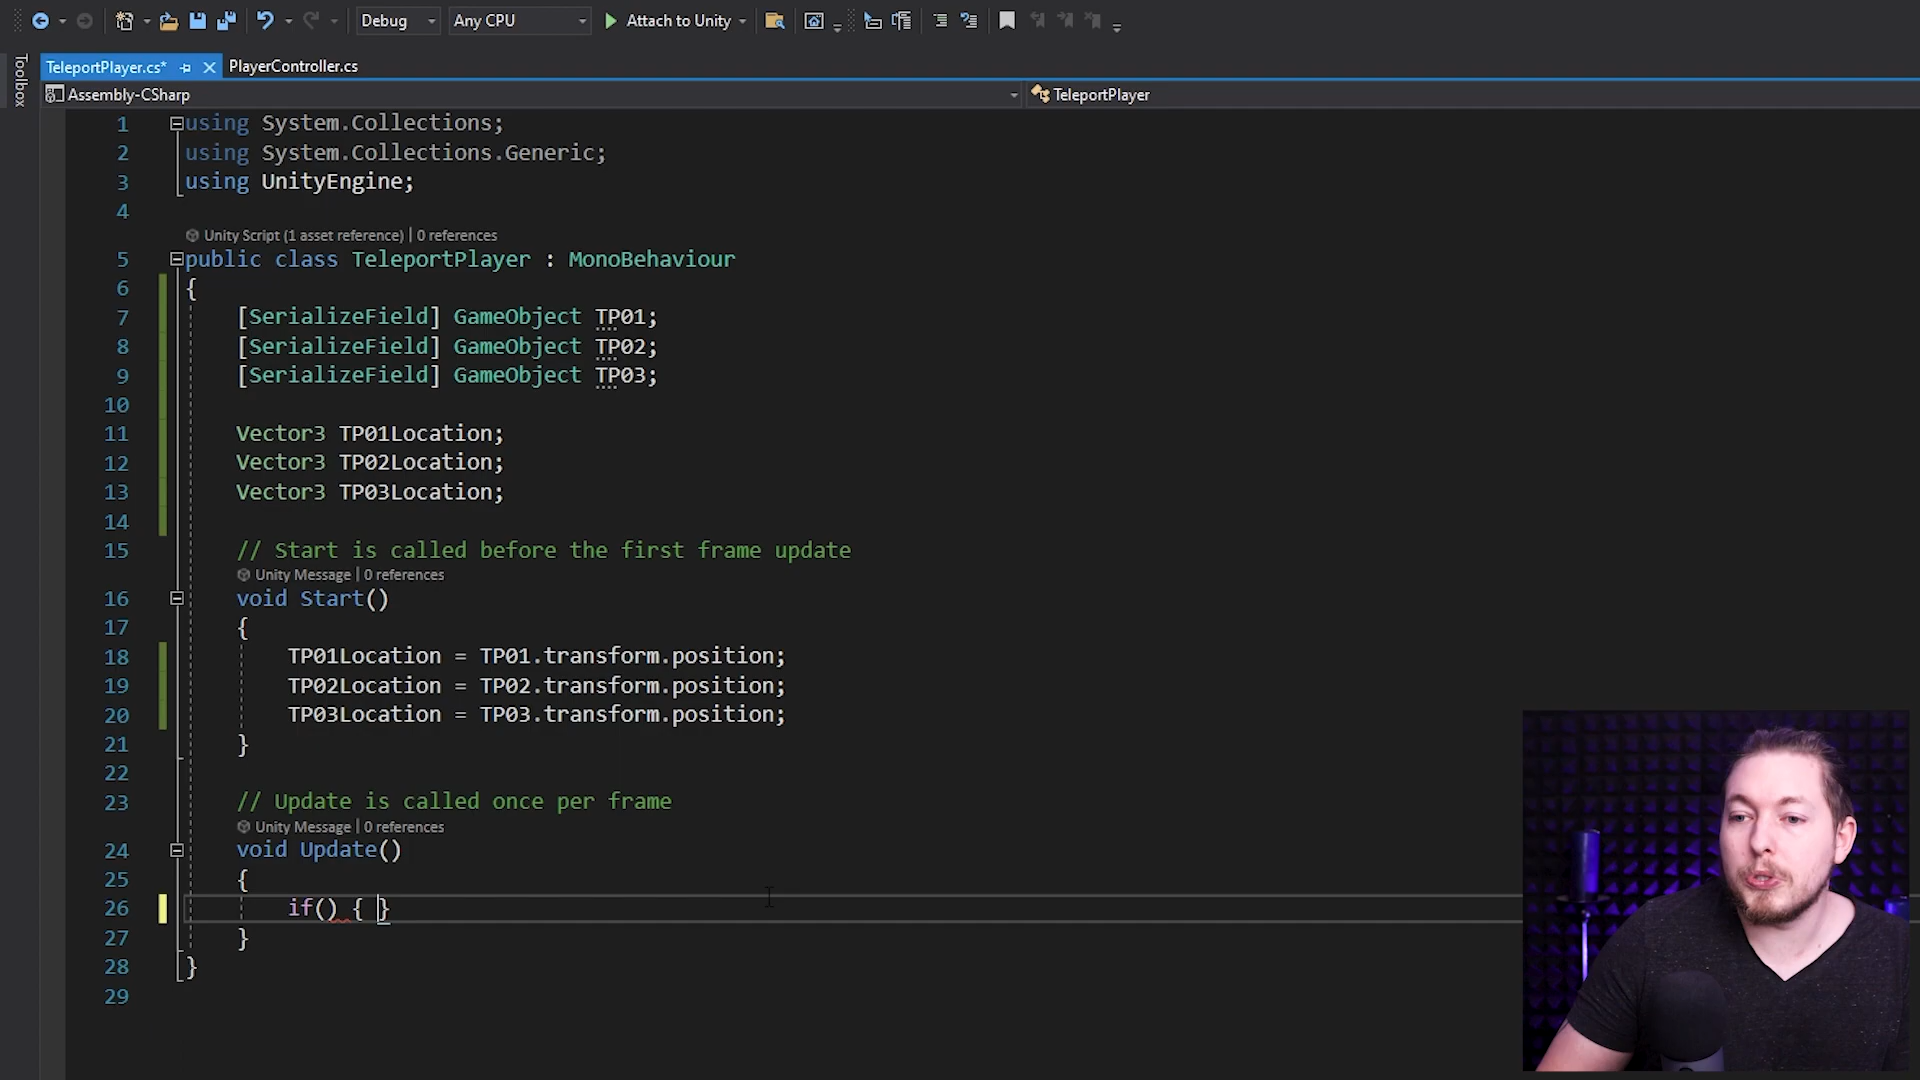 Debug Any CPU Attach to Unity
Toolbox
TeleportPlayer.cs* PlayerController.cs
Assembly-CSharp TeleportPlayer
1 using System.Collections;
2 using System.Collections.Generic;
3 using UnityEngine;
4
Unity Script (1 asset reference) | 0 references
5 public class TeleportPlayer : MonoBehaviour
6 {
7 [SerializeField] GameObject TP01;
8 [SerializeField] GameObject TP02;
9 [SerializeField] GameObject TP03;
10
11 Vector3 TP01Location;
12 Vector3 TP02Location;
13 Vector3 TP03Location;
14
15 // Start is called before the first frame update
Unity Message | 0 references
16 void Start()
17 {
18 TP01Location = TP01.transform.position;
19 TP02Location = TP02.transform.position;
20 TP03Location = TP03.transform.position;
21 }
22
23 // Update is called once per frame
Unity Message | 0 references
24 void Update()
25 {
26 if() { }
27 }
28 }
29